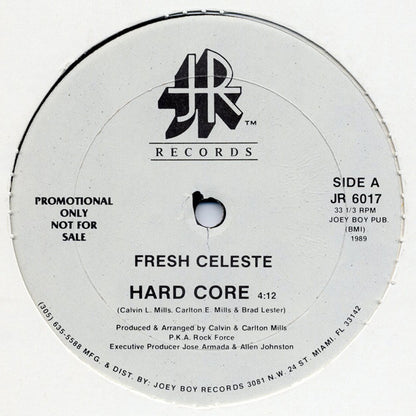 JR
TM
RECORDS
PROMOTIONAL
ONLY
NOT FOR
SALE
SIDE A
JR 6017
33 1/3 RPM
JOEY BOY PUB.
(BMI)
1989
FRESH CELESTE
HARD CORE 4:12
(Calvin L. Mills, Carlton E. Mills & Brad Lester)
Produced & Arranged by Calvin & Carlton Mills
P.K.A. Rock Force
Executive Producer Jose Armada & Allen Johnston
(305) 635-5588 MFG. & DIST. BY: JOEY BOY RECORDS 3081 N.W. 24 ST. MIAMI, FL 33142